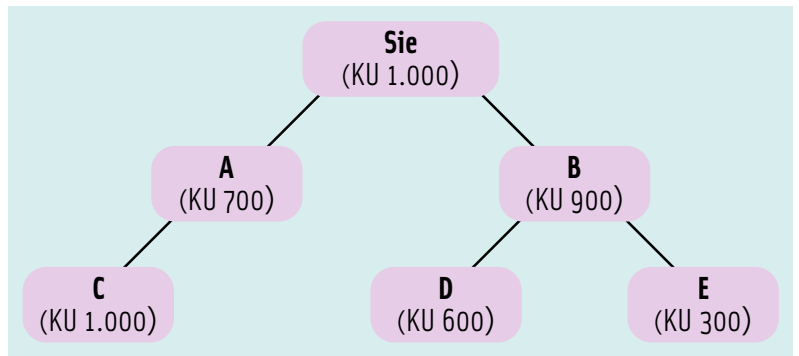 Sie
(KU 1.000)
A
(KU 700)
B
(KU 900)
C
(KU 1.000)
D
(KU 600)
E
(KU 300)